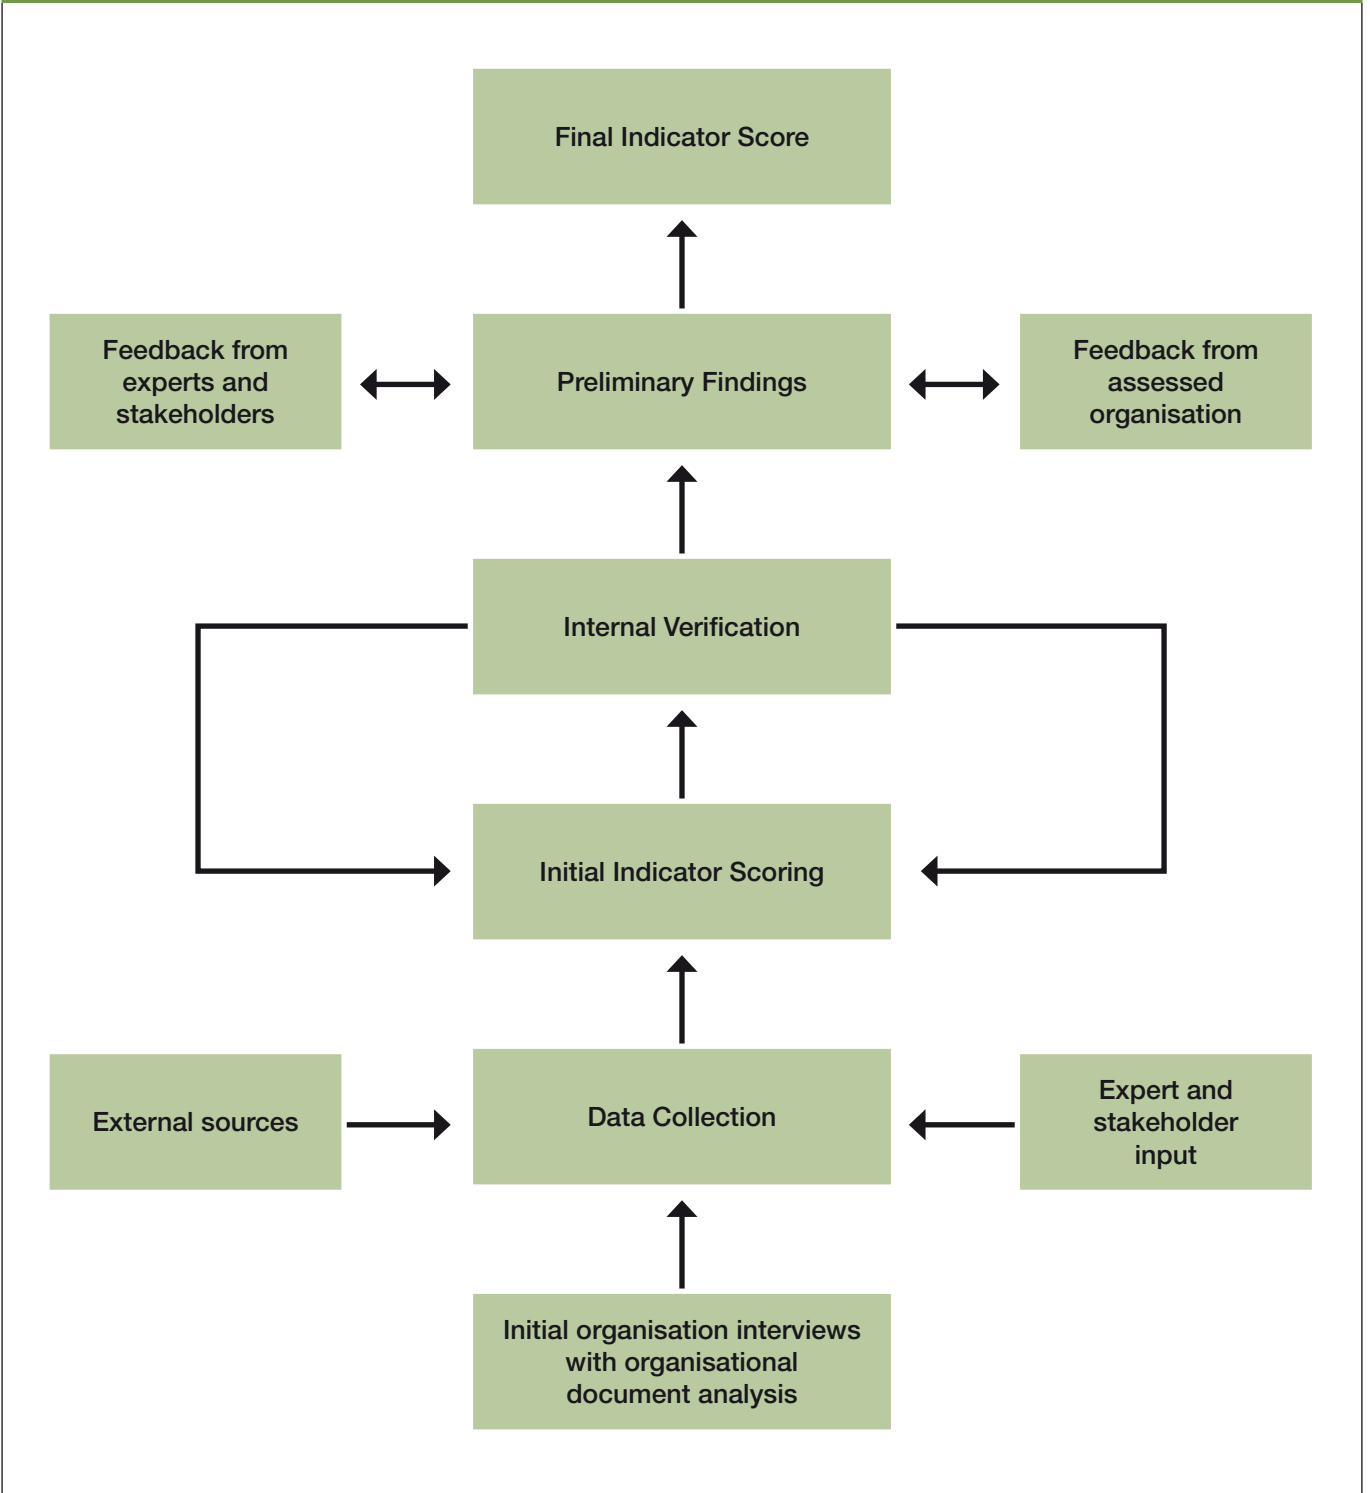 Final Indicator Score
Feedback from
experts and
stakeholders
Preliminary Findings
Feedback from
assessed
organisation
Internal Verification
Initial Indicator Scoring
External sources
Data Collection
Expert and
stakeholder
input
Initial organisation interviews
with organisational
document analysis